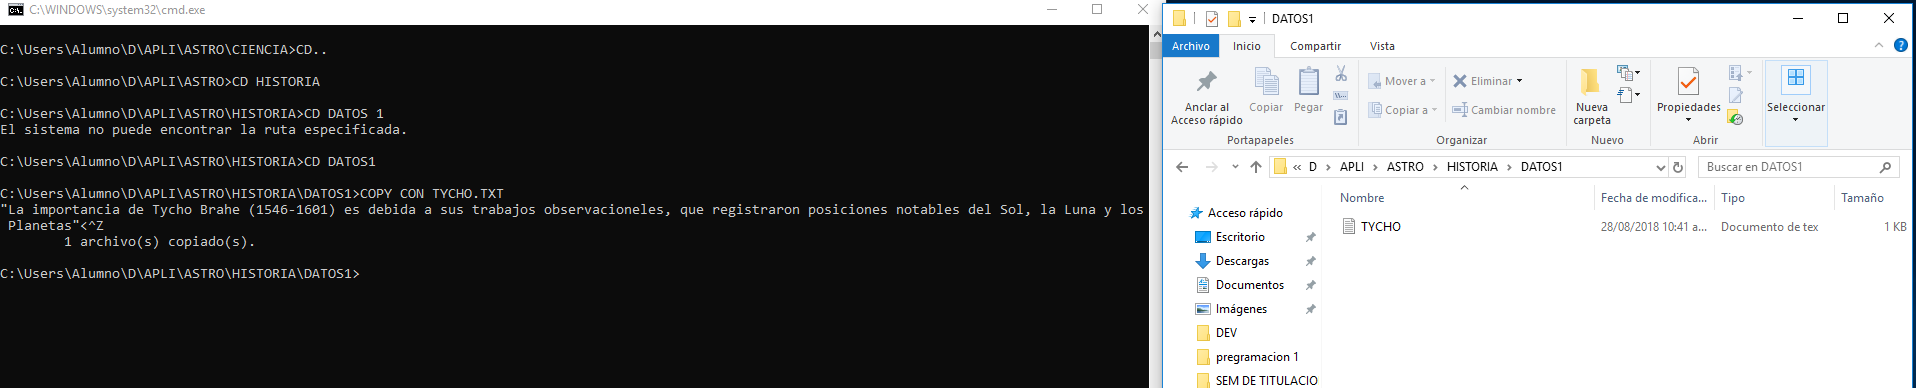 C:\WINDOWS\system32\cmd.exe
C:\Users\Alumno\D\APLI\ASTRO\CIENCIA>CD..
C:\Users\Alumno\D\APLI\ASTRO>CD HISTORIA
C:\Users\Alumno\D\APLI\ASTRO\HISTORIA>CD DATOS 1
El sistema no puede encontrar la ruta especificada.
C:\Users\Alumno\D\APLI\ASTRO\HISTORIA>CD DATOS1
C:\Users\Alumno\D\APLI\ASTRO\HISTORIA\DATOS1>COPY CON TYCHO.TXT
"La importancia de Tycho Brahe (1546-1601) es debida a sus trabajos observacioneles, que registraron posiciones notables del Sol, la Luna y los
Planetas"<^Z
1 archivo(s) copiado(s).
C:\Users\Alumno\D\APLI\ASTRO\HISTORIA\DATOS1>
DATOS1
Archivo Inicio Compartir Vista
Anclar al Acceso rápido
Copiar
Pegar
Portapapeles
Mover a
Copiar a
Eliminar
Cambiar nombre
Organizar
Nueva carpeta
Nuevo
Propiedades
Abrir
Seleccionar
« D > APLI > ASTRO > HISTORIA > DATOS1
Buscar en DATOS1
Nombre Fecha de modifica... Tipo Tamaño
TYCHO 28/08/2018 10:41 a... Documento de tex 1 KB
Acceso rápido
Escritorio
Descargas
Documentos
Imágenes
DEV
pregramacion 1
SEM DE TITULACIO